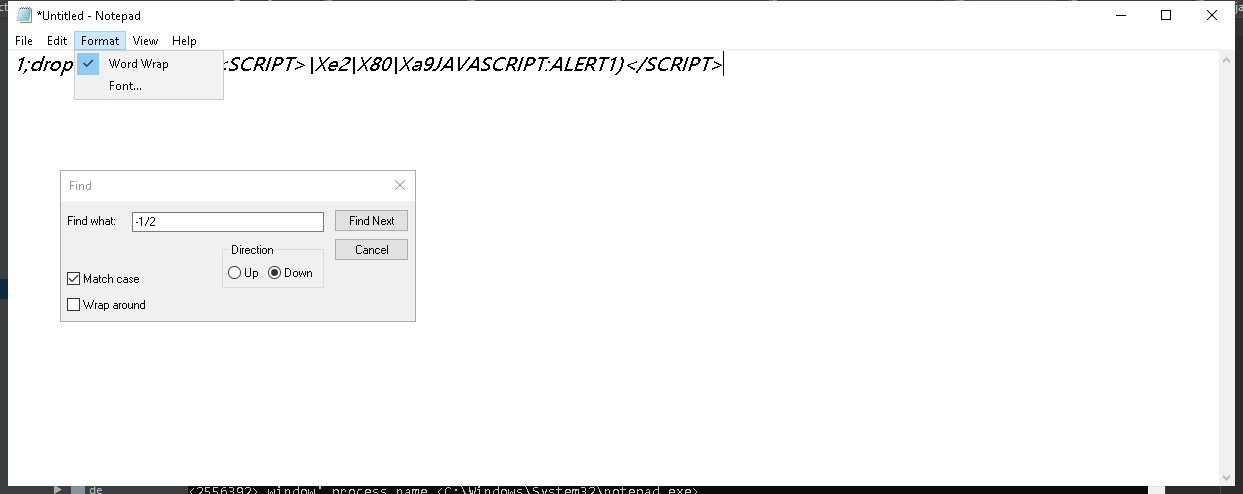 *Untitled - Notepad
File Edit Format View Help
1;drop <SCRIPT>|Xe2|X80|Xa9JAVASCRIPT:ALERT1)</SCRIPT>
Word Wrap
Font...
Find
Find what: -1/2 Find Next
Direction Cancel
Up Down
Match case
Wrap around
de <2556392> window' process name <C:\Windows\System32\notepad.exe>